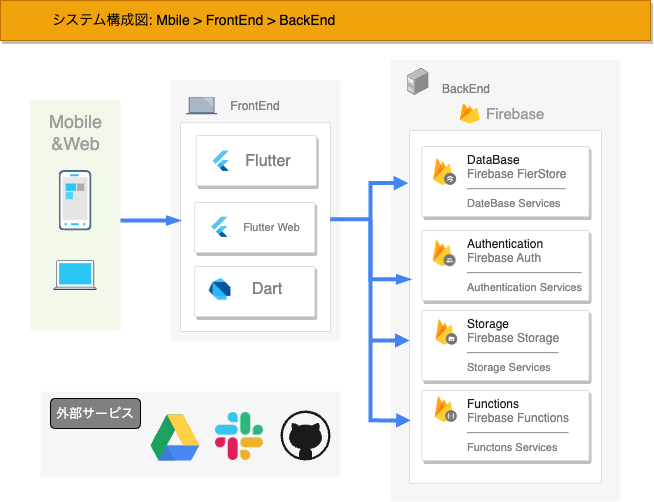 システム構成図: Mbile > FrontEnd > BackEnd
Mobile
&Web
FrontEnd
Flutter
Flutter Web
Dart
BackEnd
Firebase
DataBase
Firebase FierStore
DateBase Services
Authentication
Firebase Auth
Authentication Services
Storage
Firebase Storage
Storage Services
Functions
Firebase Functions
Functons Services
外部サービス